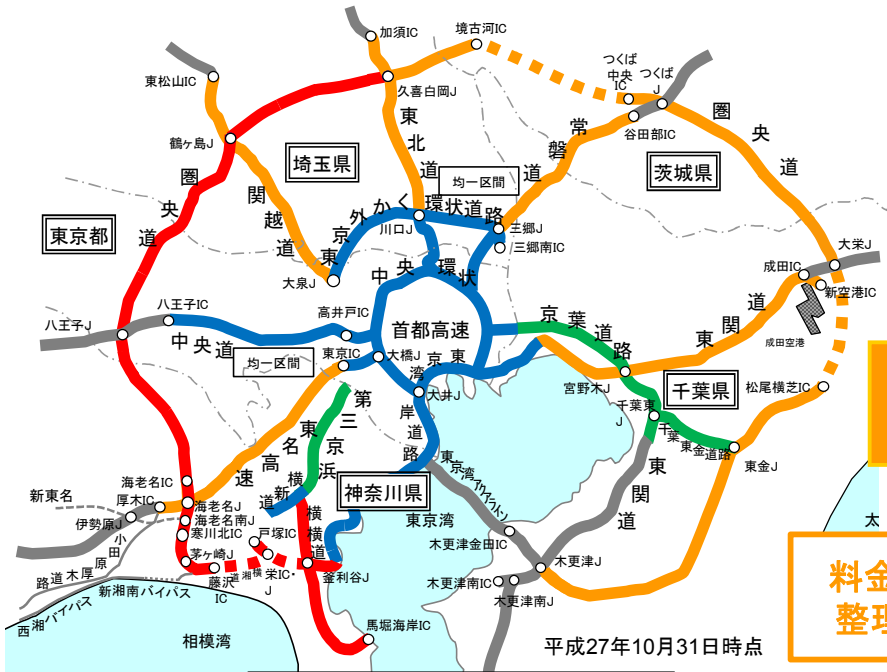 加須IC
境古河IC
東松山IC
つくば
中央
IC
つくば
J
久喜白岡J
谷田部IC
鶴ヶ島J
埼玉県
東北道
常磐道
圏央道
茨城県
均一区間
関越道
圏央道
東京都
東京外かく環状道路
川口J
三郷J
三郷南IC
大泉J
中央環状
大栄J
成田IC
新空港IC
成田空港
八王子IC
八王子J
高井戸IC
首都高速
京葉道路
東関道
中央道
均一区間
東京IC
大橋J
東京湾岸道路
大井J
宮野木J
松尾横芝IC
千葉県
千葉東
J
千葉東金道路
東金J
第三京浜
東名高速
横新道
神奈川県
東関道
海老名IC
新東名
厚木IC
海老名J
伊勢原J
海老名南J
寒川北IC
戸塚IC
横横道
東京湾
東京湾アクアライン
太
小田原厚木道路
茅ヶ崎J
栄IC・
J
木更津金田IC
木更津J
藤沢
IC
横湘道
釜利谷J
木更津南IC
木更津南J
新湘南バイパス
西湘バイパス
料金
整理
相模湾
馬堀海岸IC
平成27年10月31日時点